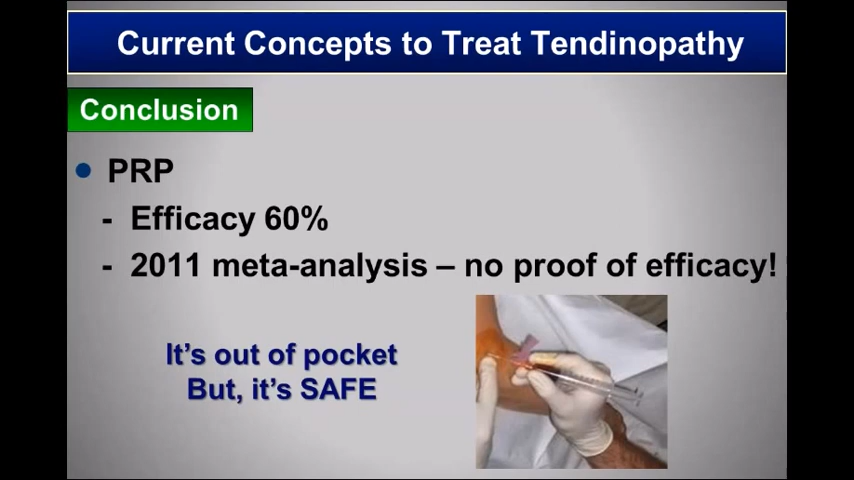 Current Concepts to Treat Tendinopathy
Conclusion
• PRP
- Efficacy 60%
- 2011 meta-analysis – no proof of efficacy!
It's out of pocket
But, it's SAFE